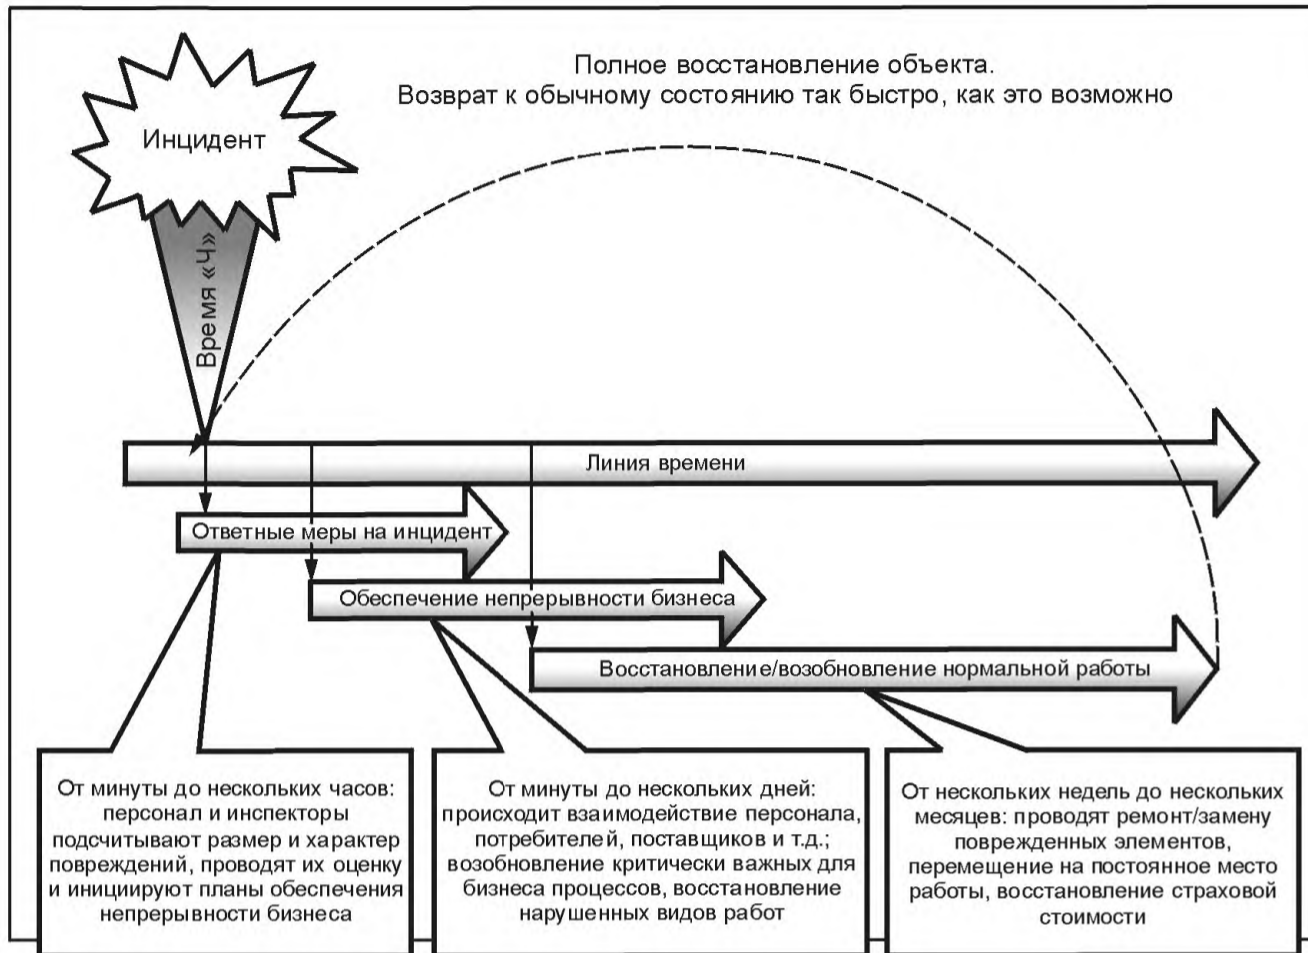 Полное восстановление объекта.
Возврат к обычному состоянию так быстро, как это возможно
Инцидент
Время «Ч»
Линия времени
Ответные меры на инцидент
Обеспечение непрерывности бизнеса
Восстановление/возобновление нормальной работы
От минуты до нескольких часов:
персонал и инспекторы
подсчитывают размер и характер
повреждений, проводят их оценку
и инициируют планы обеспечения
непрерывности бизнеса
От минуты до нескольких дней:
происходит взаимодействие персонала,
потребителей, поставщиков и т.д.;
возобновление критически важных для
бизнеса процессов, восстановление
нарушенных видов работ
От нескольких недель до нескольких
месяцев: проводят ремонт/замену
поврежденных элементов,
перемещение на постоянное место
работы, восстановление страховой
стоимости